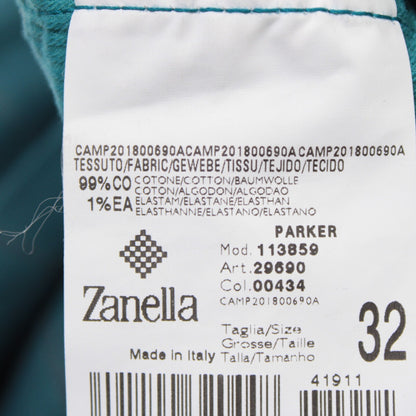 CAMP201800690ACAMP201800690ACAMP201800690A
TESSUTO/FABRIC/GEWEBE/TISSU/TEJIDO/TECIDO
99%CO COTONE/COTTON/BAUMWOLLE
COTON/ALGODON/ALGODAO
1%EA ELASTAM/ELASTANE/ELASTHAN
ELASTHANNE/ELASTANO/ELASTANO
PARKER
Mod. 113859
Art. 29690
Col. 00434
CAMP201800690A
Zanella
Taglia/Size
Grosse/Taille
Made in Italy Talla/Tamanho
32
41911